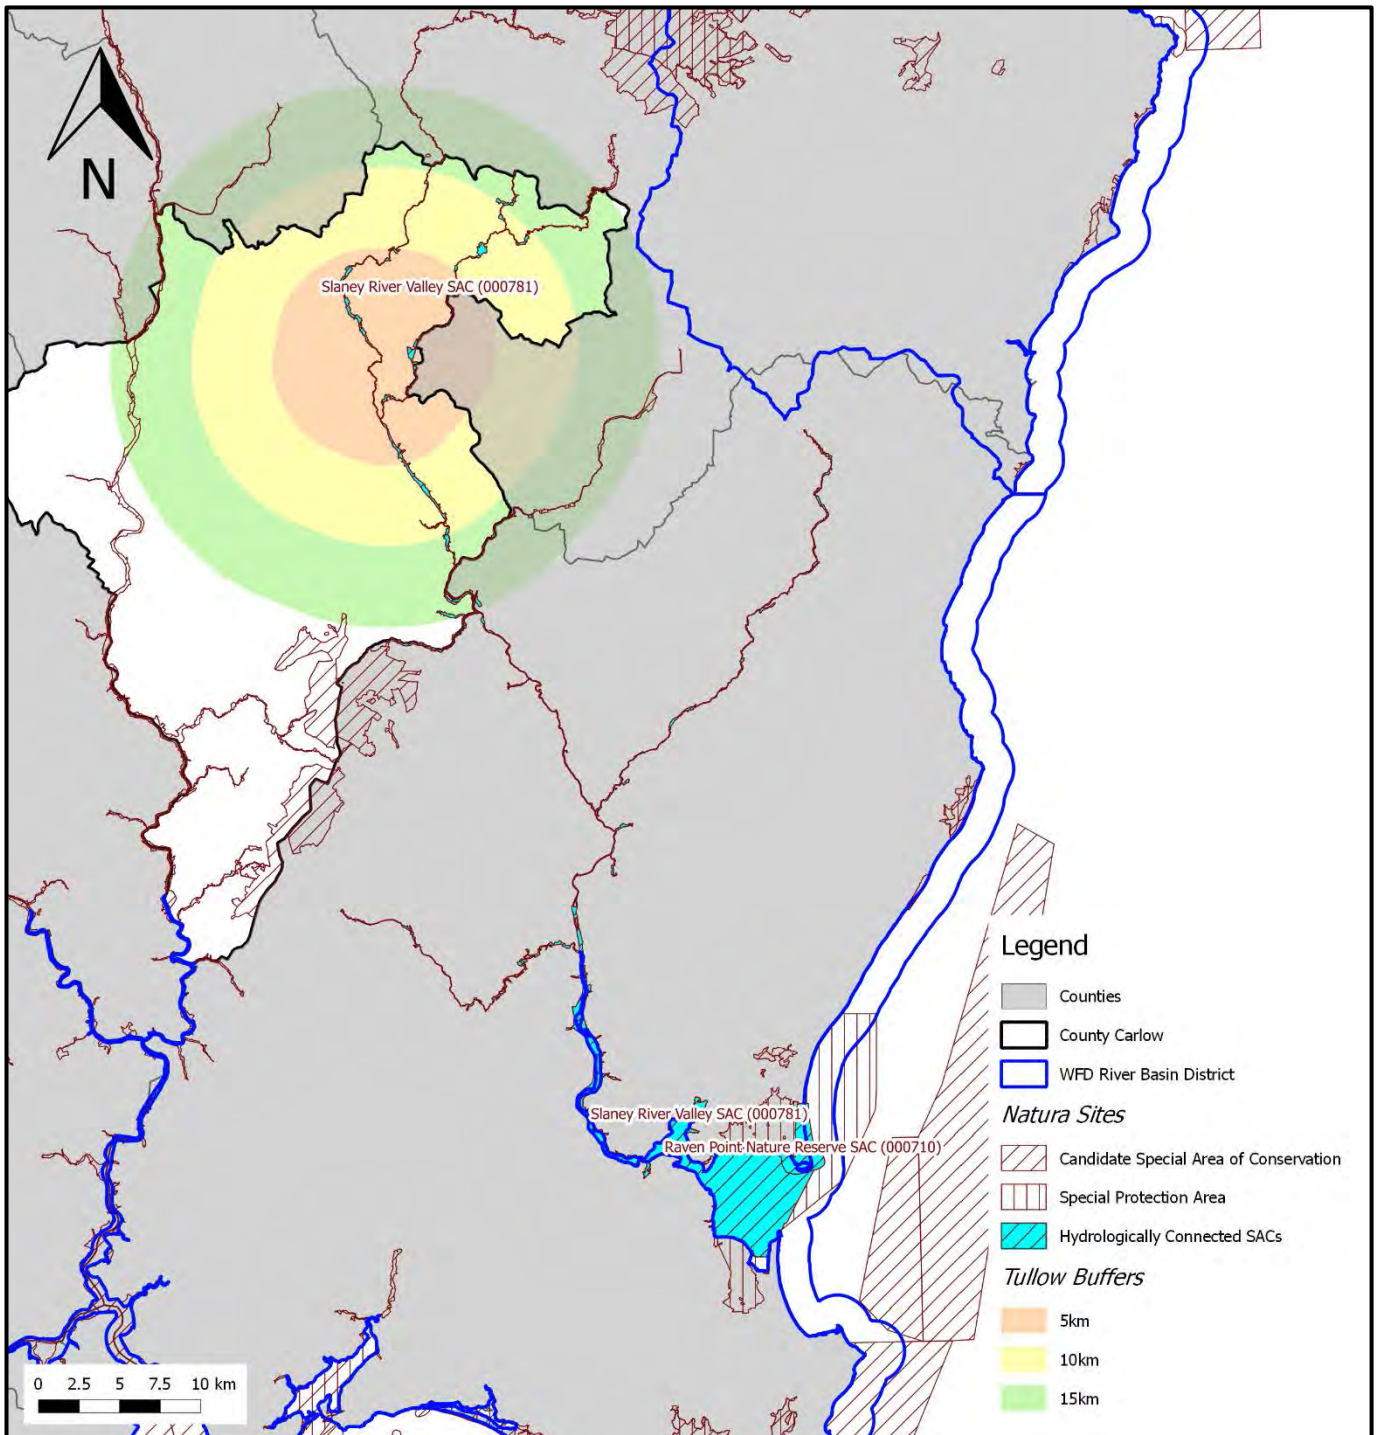 N
Slaney River Valley SAC (000781)
Slaney River Valley SAC (000781)
Raven Point Nature Reserve SAC (000710)
Legend
Counties
County Carlow
WFD River Basin District
Natura Sites
Candidate Special Area of Conservation
Special Protection Area
Hydrologically Connected SACs
Tullow Buffers
5km
10km
15km
0 2.5 5 7.5 10 km